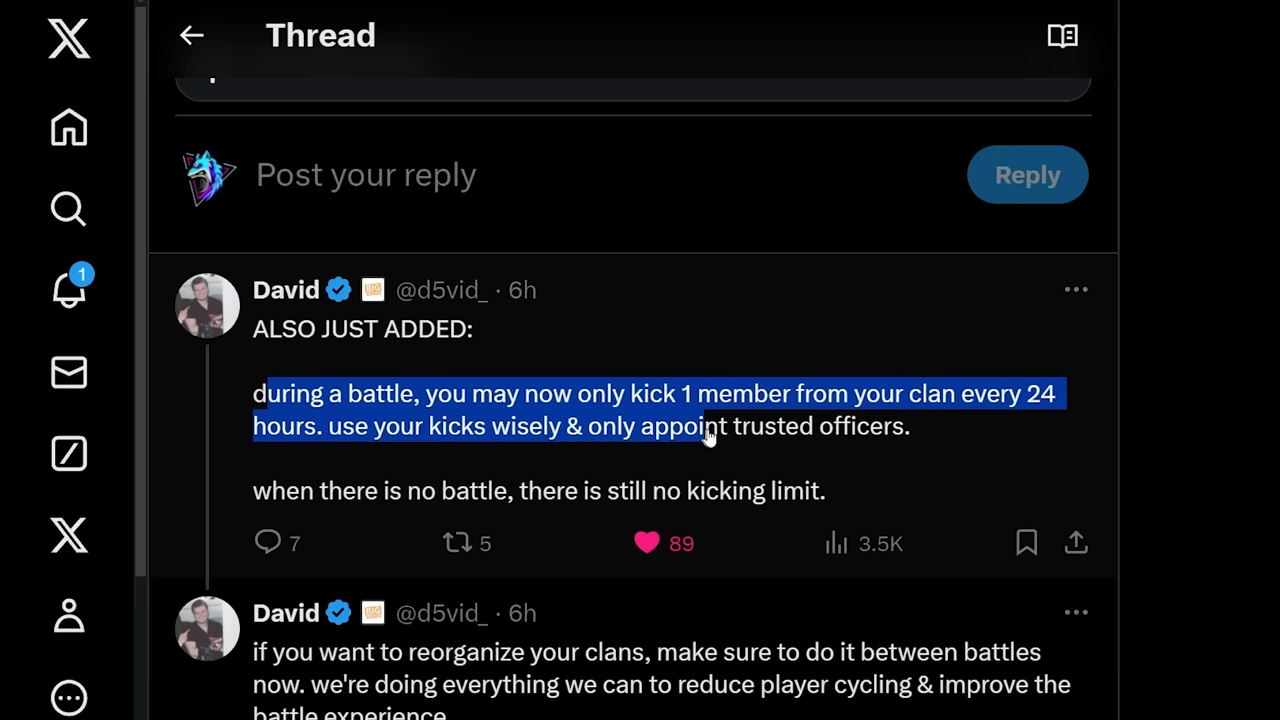 Thread
Post your reply
Reply
1
David @d5vid_ · 6h
ALSO JUST ADDED:
during a battle, you may now only kick 1 member from your clan every 24
hours. use your kicks wisely & only appoint trusted officers.
when there is no battle, there is still no kicking limit.
7 5 89 3.5K
David @d5vid_ · 6h
if you want to reorganize your clans, make sure to do it between battles
now. we're doing everything we can to reduce player cycling & improve the
battle experience